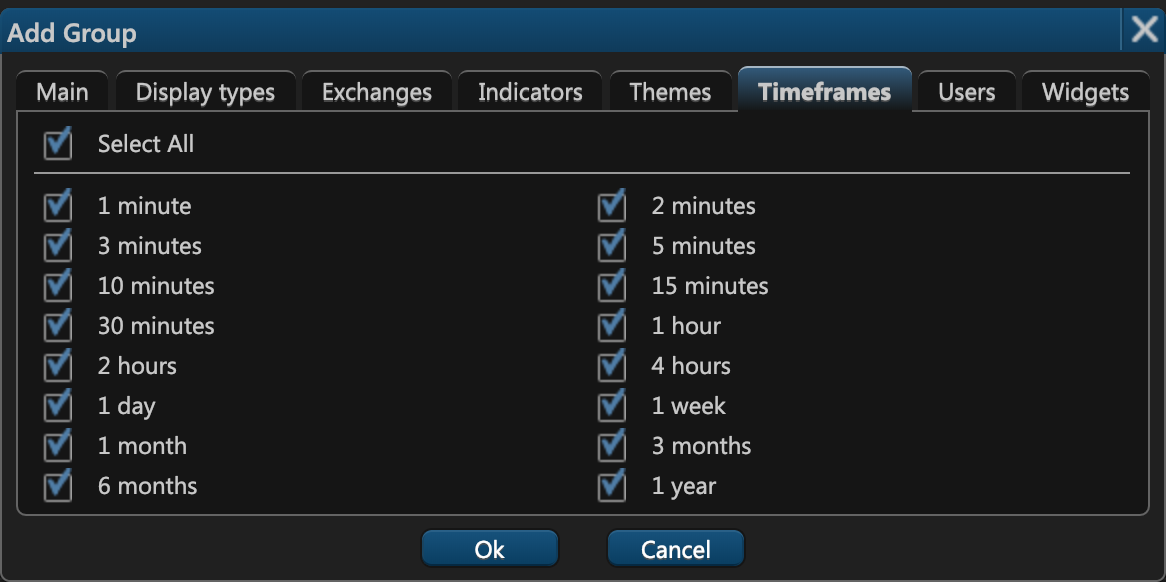 Add Group
Main Display types Exchanges Indicators Themes Timeframes Users Widgets
Select All
1 minute 2 minutes
3 minutes 5 minutes
10 minutes 15 minutes
30 minutes 1 hour
2 hours 4 hours
1 day 1 week
1 month 3 months
6 months 1 year
Ok Cancel